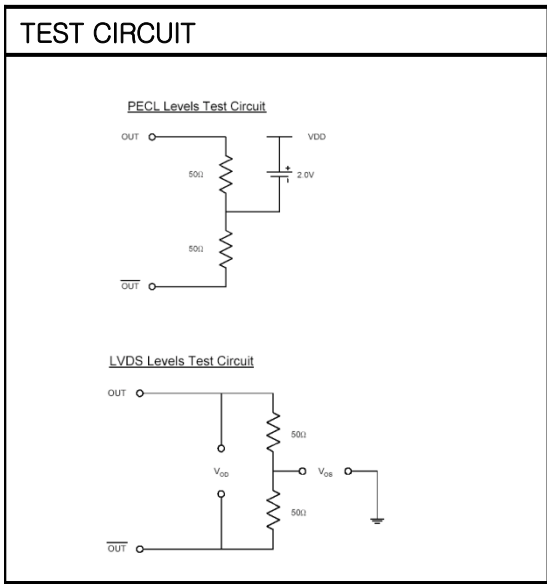 TEST CIRCUIT
PECL Levels Test Circuit
OUT
VDD
50Ω
2.0V
50Ω
OUT
LVDS Levels Test Circuit
OUT
50Ω
VOD
VOB
50Ω
OUT